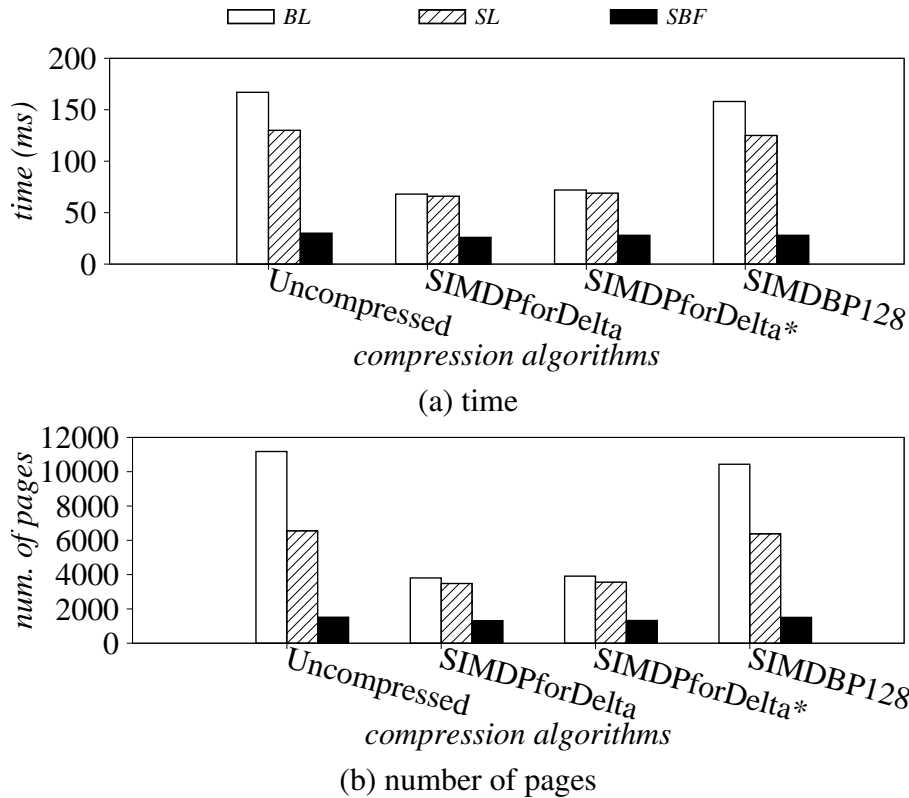 BL SL SBF
200
150
100
50
0
time (ms)
Uncompressed SIMDPforDelta SIMDPforDelta* SIMDBP128
compression algorithms
(a) time
12000
10000
8000
6000
4000
2000
0
num. of pages
Uncompressed SIMDPforDelta SIMDPforDelta* SIMDBP128
compression algorithms
(b) number of pages